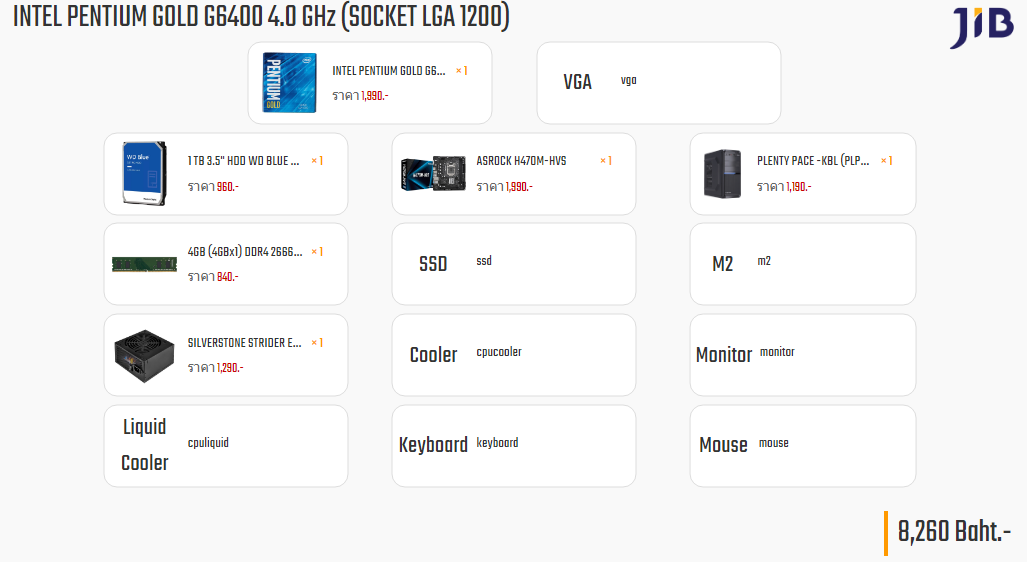 INTEL PENTIUM GOLD G6400 4.0 GHz (SOCKET LGA 1200)
JIB
PENTIUM GOLD
INTEL PENTIUM GOLD G6... × 1
ราคา 1,990.-
VGA vga
WD Blue
1 TB 3.5" HDD WD BLUE ... × 1
ราคา 960.-
ASROCK H470M-HVS × 1
ราคา 1,990.-
PLENTY PACE -KBL (PLP... × 1
ราคา 1,190.-
4GB (4GBx1) DDR4 2666... × 1
ราคา 840.-
SSD ssd
M2 m2
SILVERSTONE STRIDER E... × 1
ราคา 1,290.-
Cooler cpucooler
Monitor monitor
Liquid
Cooler
cpuliquid
Keyboard keyboard
Mouse mouse
8,260 Baht.-